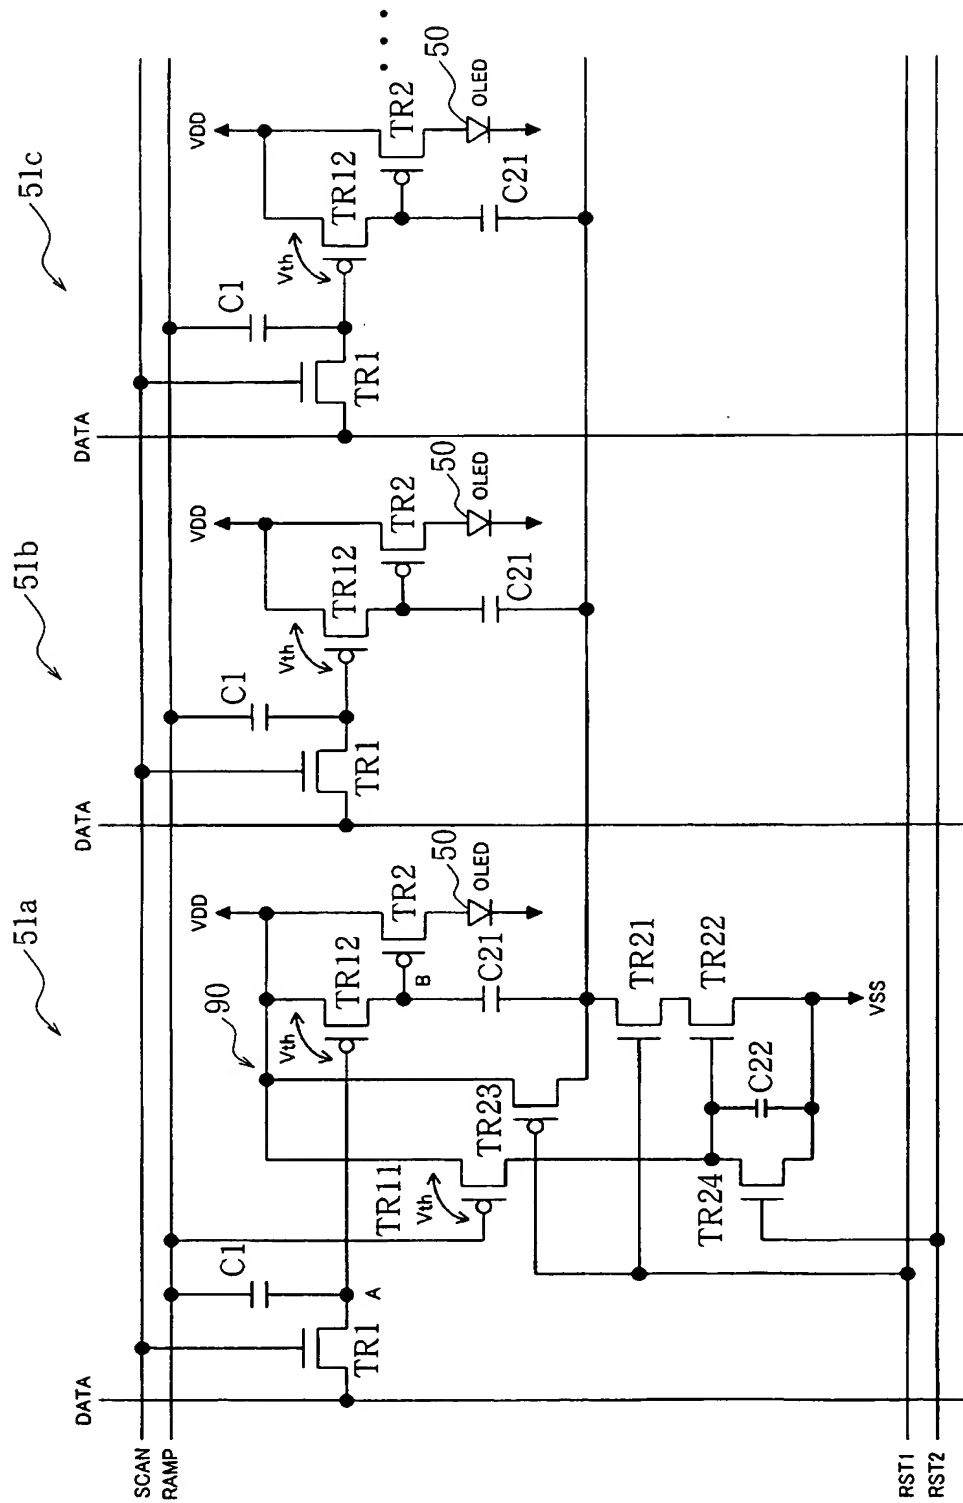 51a
51b
51c
SCAN
RAMP
DATA
DATA
DATA
VDD
VDD
VDD
90
C1
C1
C1
A
TR1
TR1
TR1
Vth
TR12
Vth
TR12
Vth
TR12
TR11
Vth
TR23
B
TR2
TR2
TR2
50
OLED
50
OLED
50
OLED
C21
C21
C21
TR21
TR22
C22
TR24
VSS
RST1
RST2